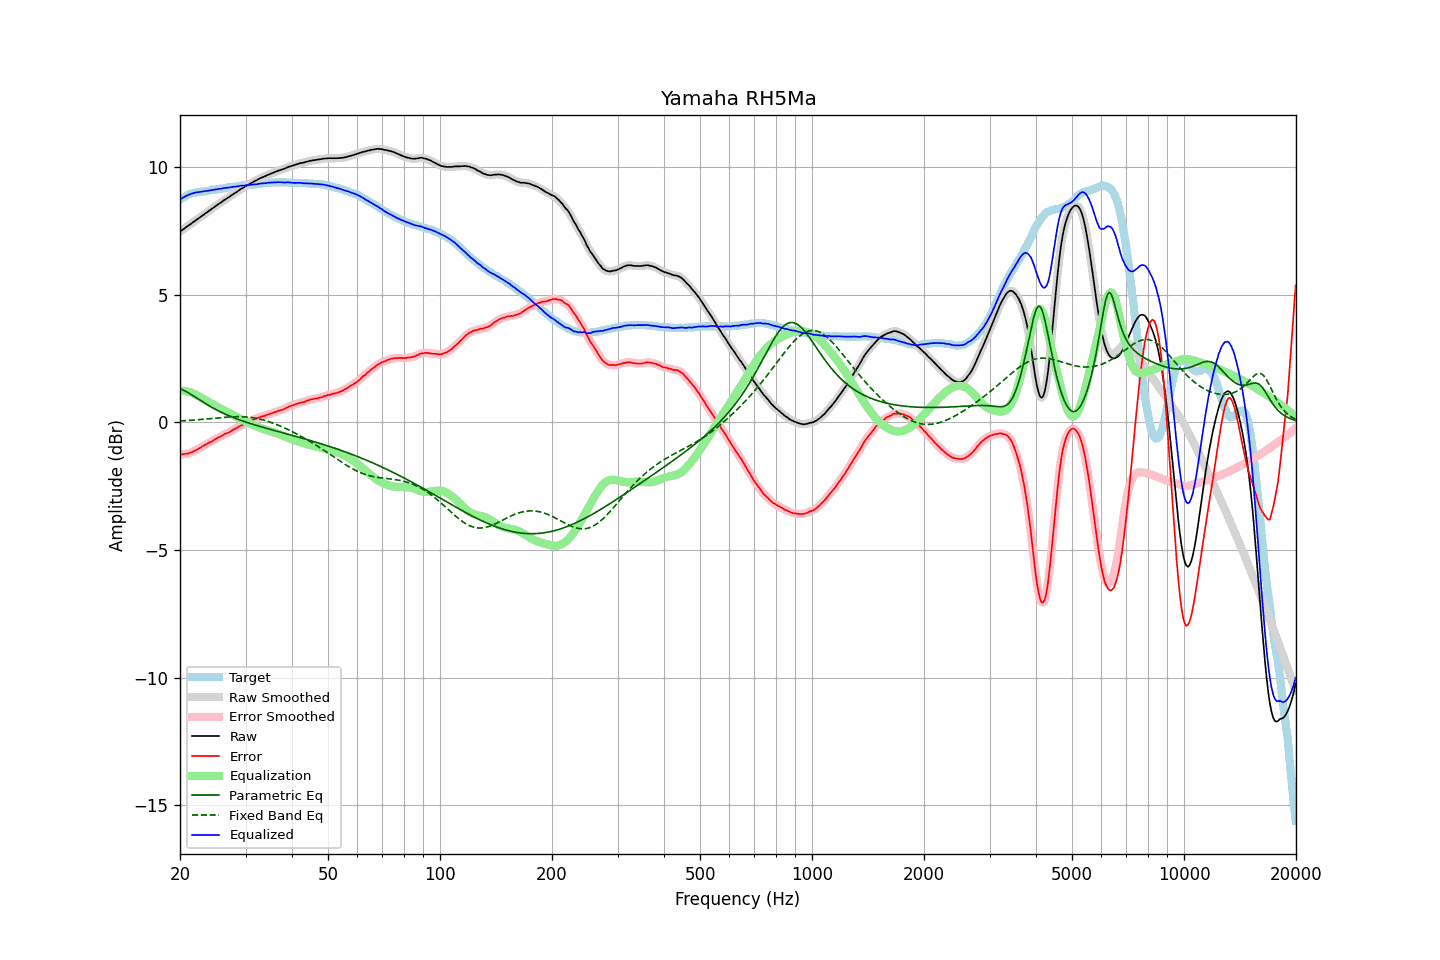 Yamaha RH5Ma
Amplitude (dBr)
10
5
0
−5
−10
−15
Target
Raw Smoothed
Error Smoothed
Raw
Error
Equalization
Parametric Eq
Fixed Band Eq
Equalized
20 50 100 200 500 1000 2000 5000 10000 20000
Frequency (Hz)